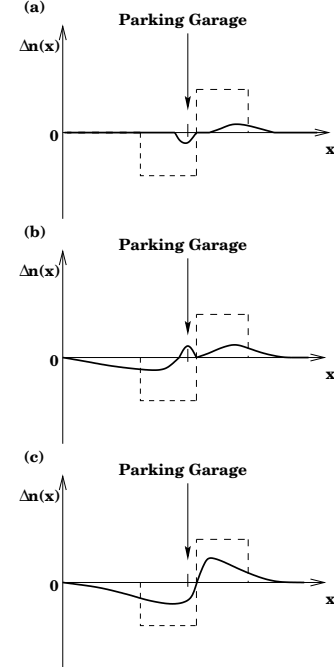 (a)
Parking Garage
Δn(x)
0
x
(b)
Parking Garage
Δn(x)
0
x
(c)
Parking Garage
Δn(x)
0
x